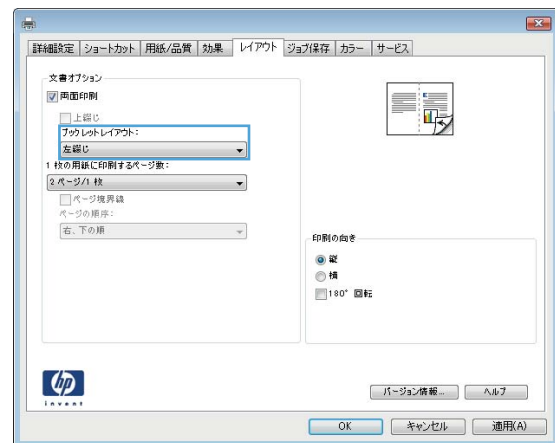 詳細設定 ショートカット 用紙/品質 効果 レイアウト ジョブ保存 カラー サービス
文書オプション
両面印刷
上綴じ
ブックレットレイアウト:
左綴じ
1 枚の用紙に印刷するページ数:
2 ページ/1 枚
ページ境界線
ページの順序:
右、下の順
印刷の向き
縦
横
180° 回転
hp
invent
バージョン情報... ヘルプ
OK キャンセル 適用(A)